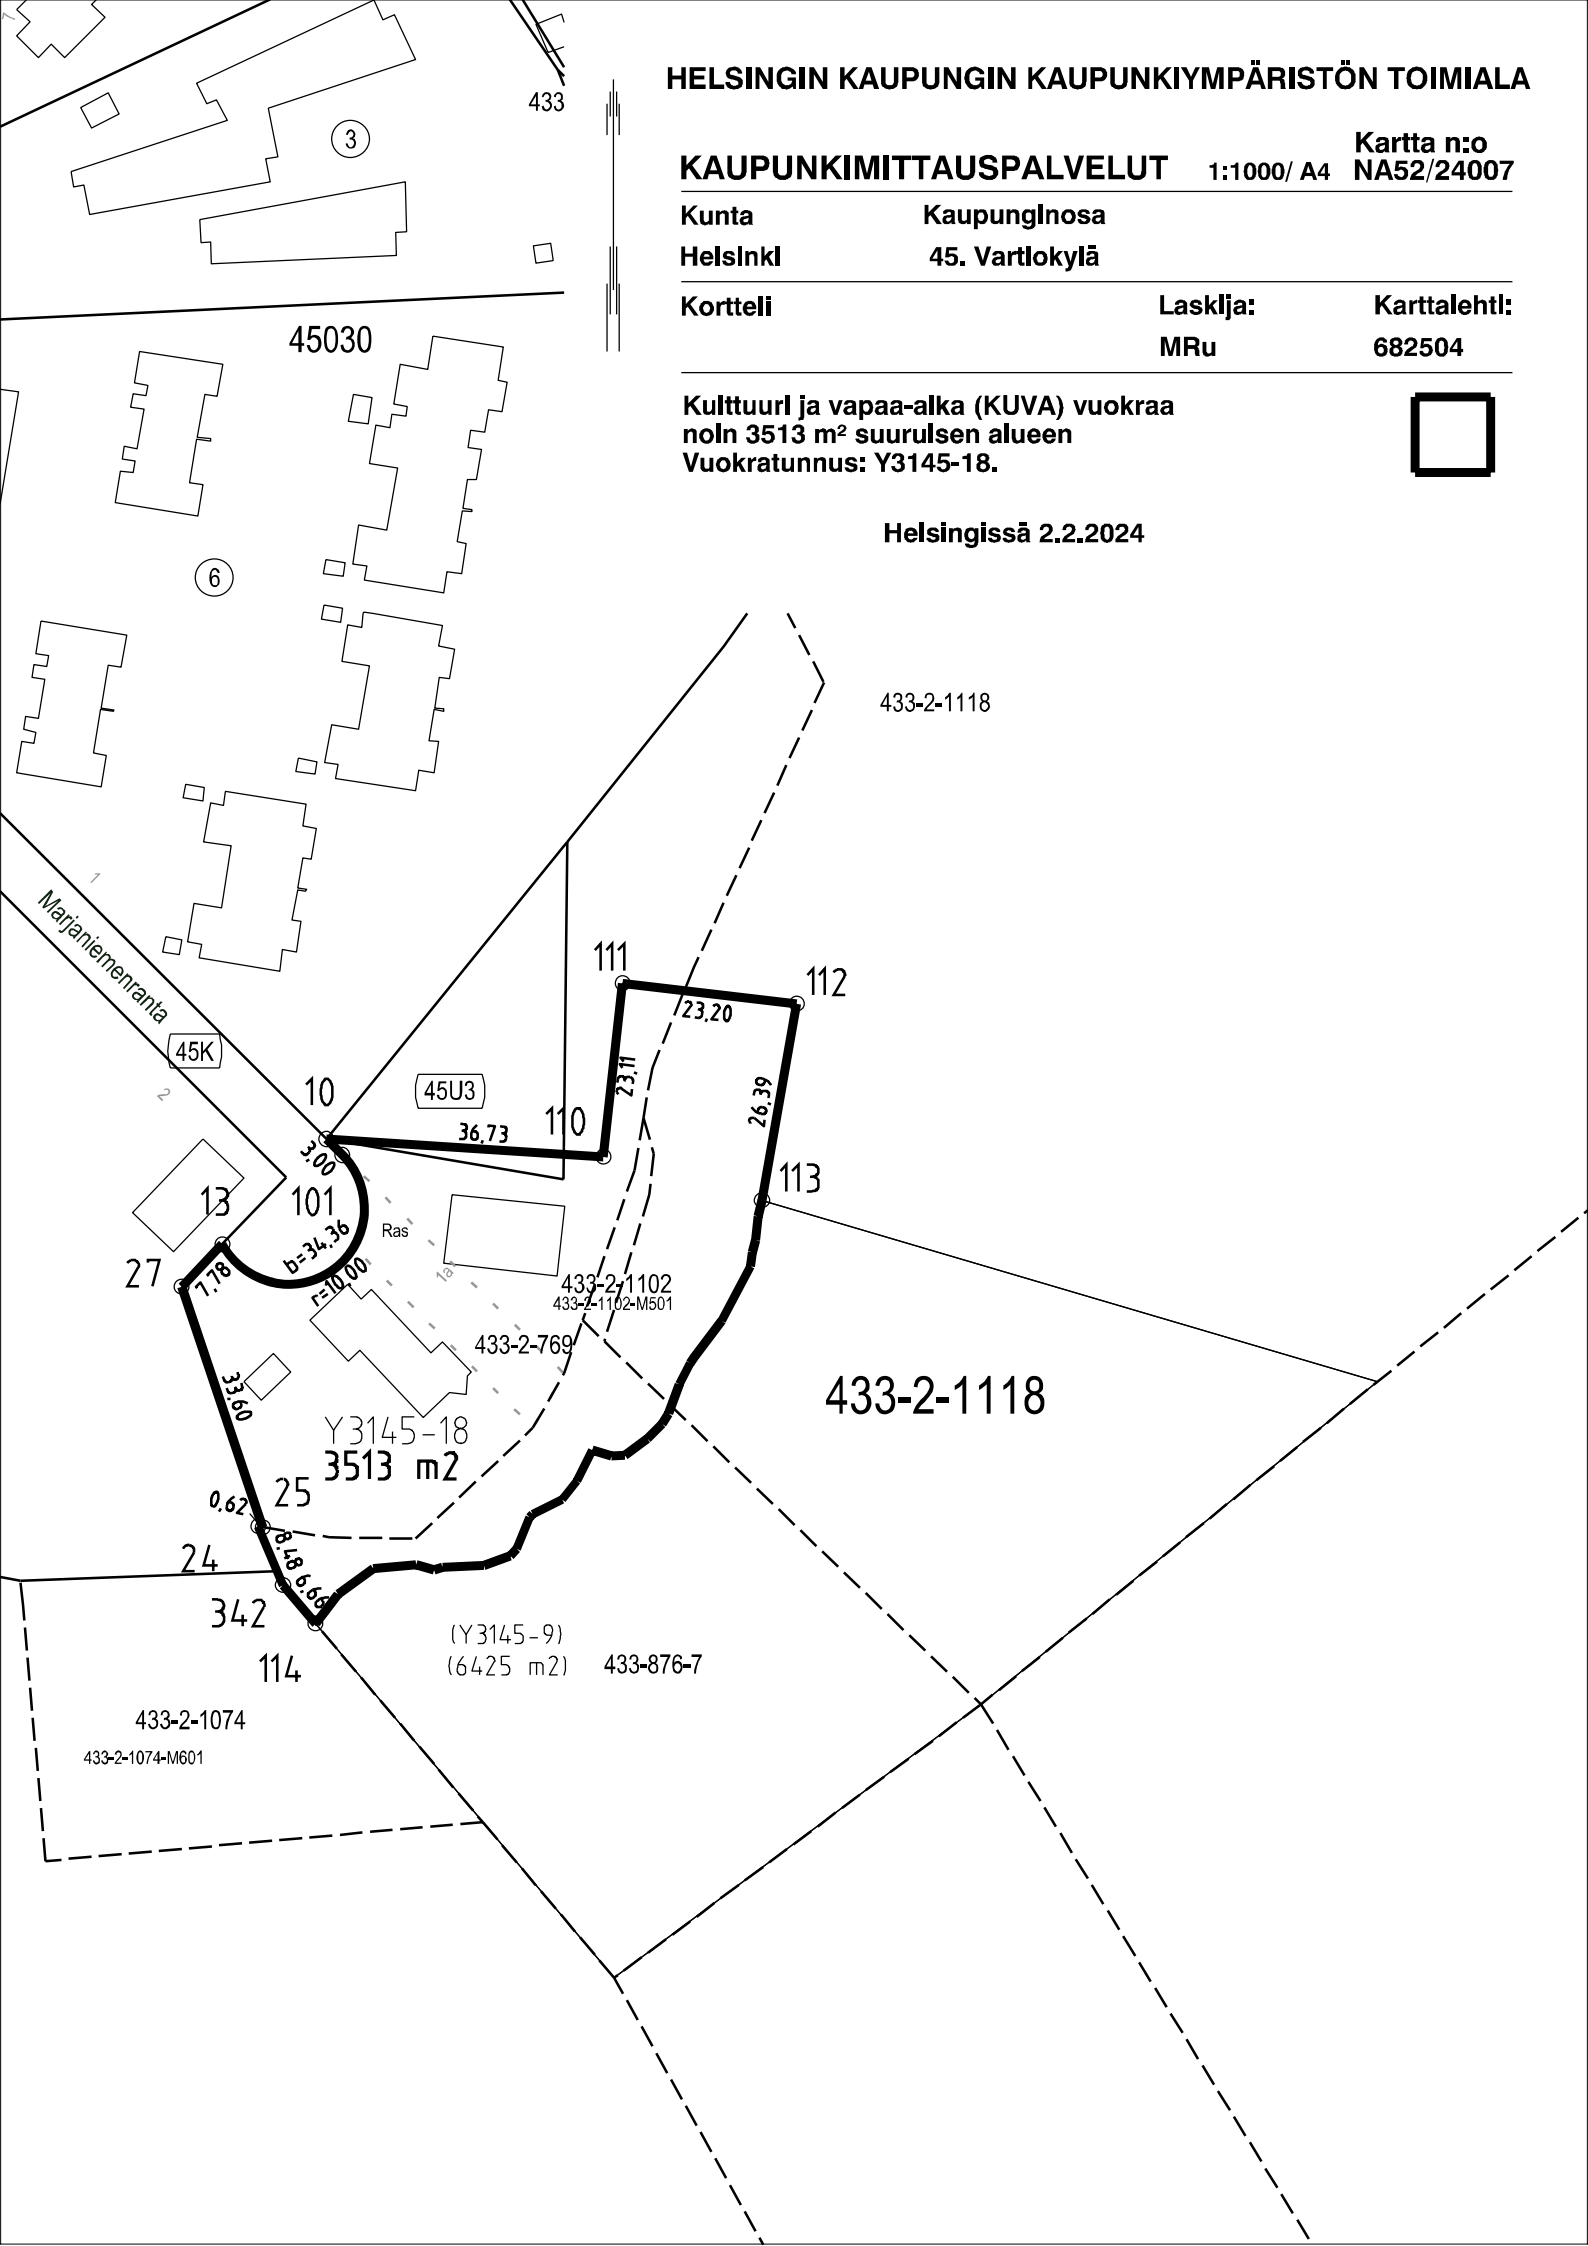 HELSINGIN KAUPUNGIN KAUPUNKIYMPÄRISTÖN TOIMIALA
KAUPUNKIMITTAUSPALVELUT 1:1000/ A4 Kartta n:o NA52/24007
Kunta Kaupunginosa
Helsinki 45. Vartiokylä
Kortteli Laskija: Karttalehti:
MRu 682504
Kulttuuri ja vapaa-aika (KUVA) vuokraa
noin 3513 m² suuruisen alueen
Vuokratunnus: Y3145-18.
Helsingissä 2.2.2024
433
3
45030
6
433-2-1118
1
Marjaniemenranta
45K
2
111
112
23,20
23,11
26,39
10
45U3
110
36,73
3,00
113
13
101
Ras
b=34,36
r=10,00
27
7,78
1a
433-2-1102
433-2-1102-M501
433-2-769
433-2-1118
33,60
Y3145-18
3513 m2
25
0,62
24
8,48
6,66
342
114
(Y3145-9)
(6425 m2)
433-876-7
433-2-1074
433-2-1074-M601